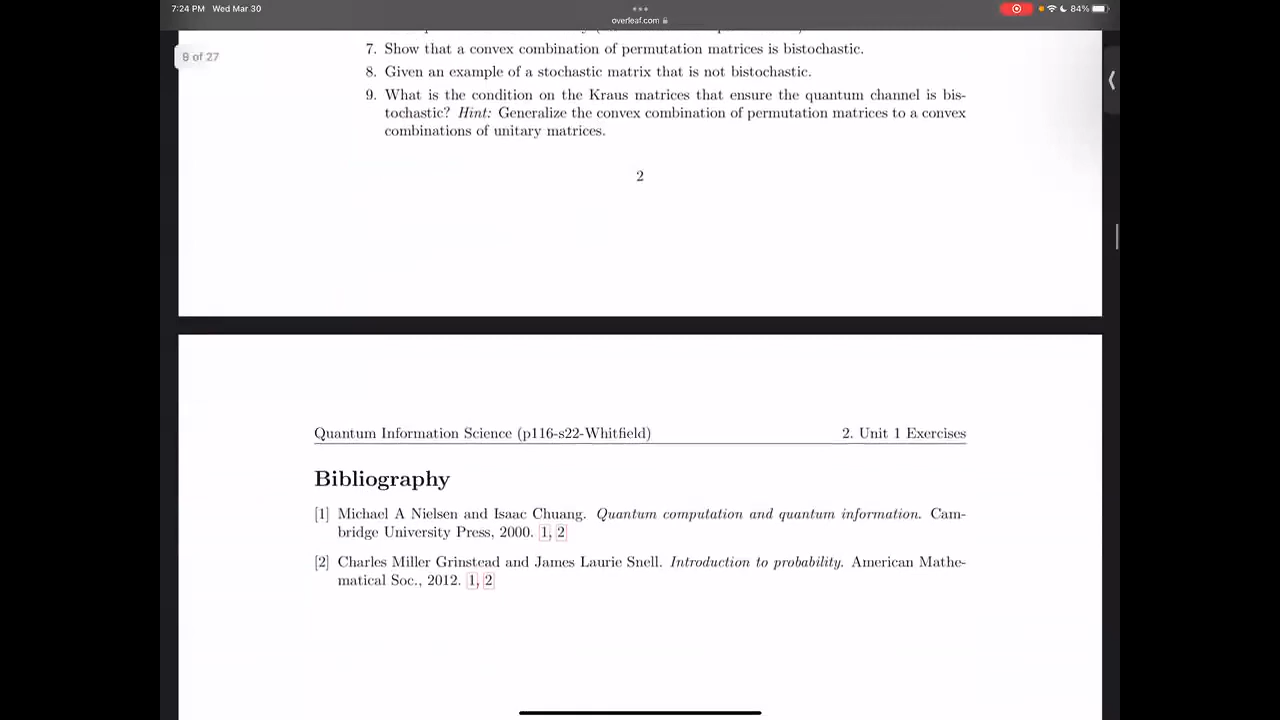 7:24 PM Wed Mar 30
84%
overleaf.com
9 of 27
7. Show that a convex combination of permutation matrices is bistochastic.
8. Given an example of a stochastic matrix that is not bistochastic.
9. What is the condition on the Kraus matrices that ensure the quantum channel is bis-
tochastic? Hint: Generalize the convex combination of permutation matrices to a convex
combinations of unitary matrices.
2
Quantum Information Science (p116-s22-Whitfield) 2. Unit 1 Exercises
Bibliography
[1] Michael A Nielsen and Isaac Chuang. Quantum computation and quantum information. Cam-
bridge University Press, 2000. 1, 2
[2] Charles Miller Grinstead and James Laurie Snell. Introduction to probability. American Mathe-
matical Soc., 2012. 1, 2